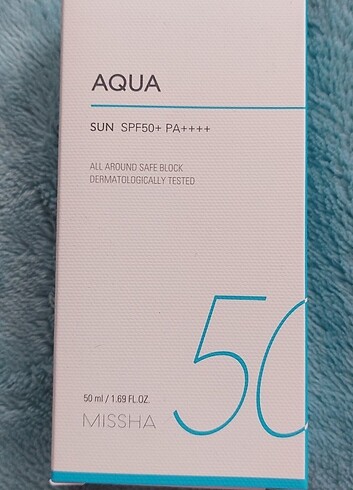 AQUA
SUN SPF50+ PA++++
ALL AROUND SAFE BLOCK
DERMATOLOGICALLY TESTED
50
50 ml / 1.69 FL.OZ.
MISSHA